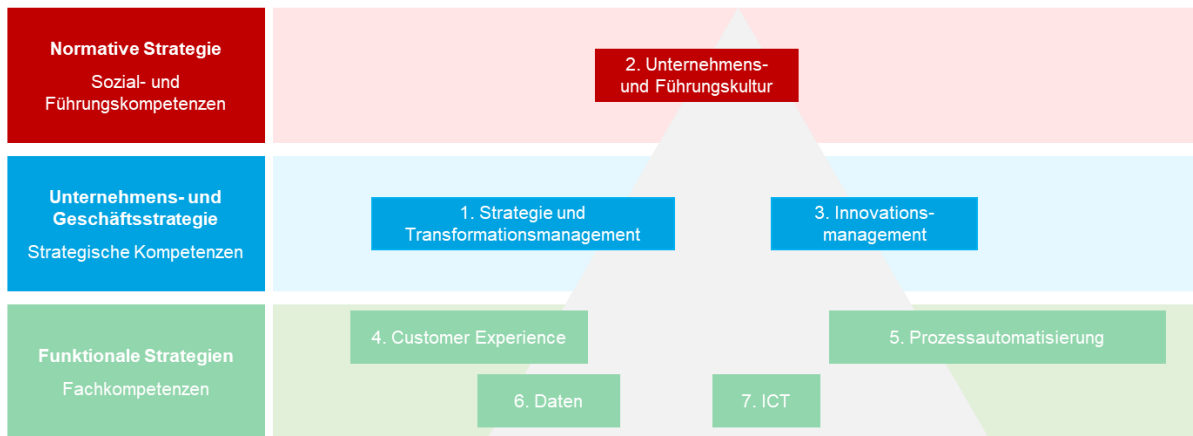 Normative Strategie
Sozial- und
Führungskompetenzen
2. Unternehmens-
und Führungskultur
Unternehmens- und
Geschäftsstrategie
Strategische Kompetenzen
1. Strategie und
Transformationsmanagement
3. Innovations-
management
Funktionale Strategien
Fachkompetenzen
4. Customer Experience
5. Prozessautomatisierung
6. Daten
7. ICT